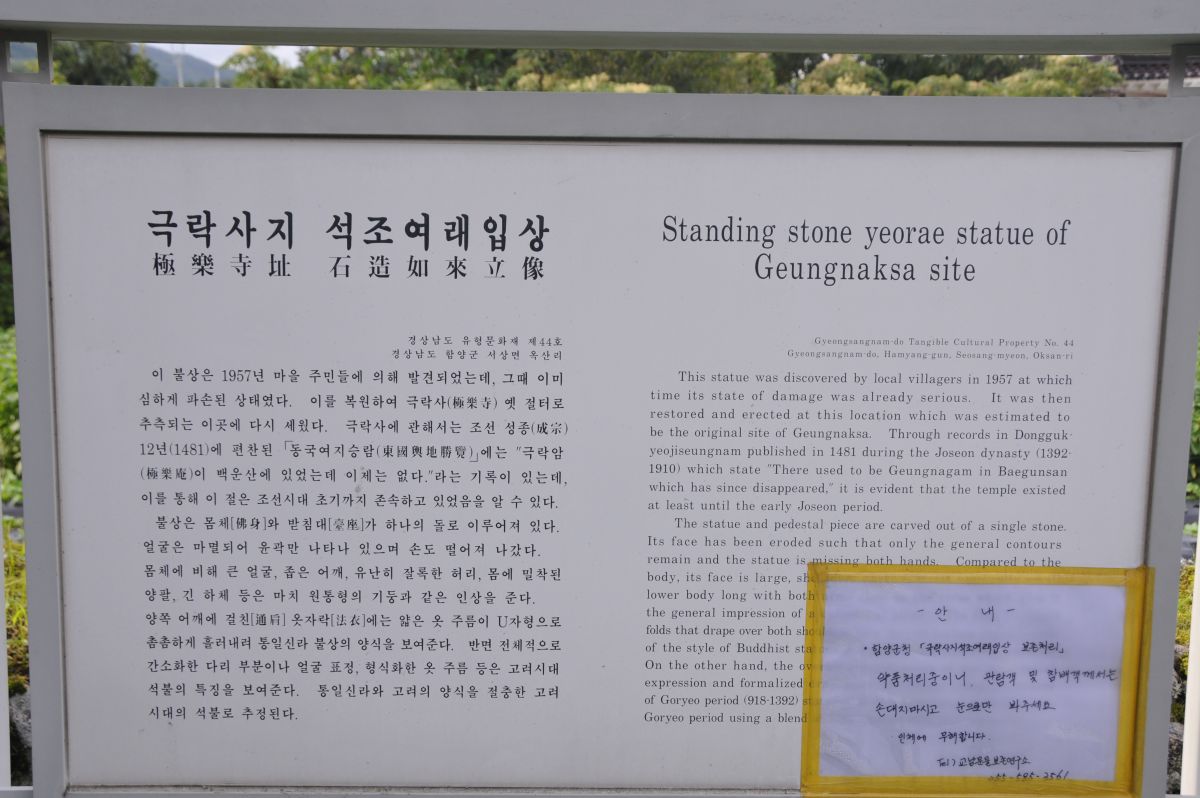 극락사지 석조여래입상
極樂寺址 石造如來立像
경상남도 유형문화재 제44호
경상남도 함양군 서상면 옥산리
이 불상은 1957년 마을 주민들에 의해 발견되었는데, 그때 이미
심하게 파손된 상태였다. 이를 복원하여 극락사(極樂寺) 옛 절터로
추측되는 이곳에 다시 세웠다. 극락사에 관해서는 조선 성종(成宗)
12년(1481)에 편찬된 「동국여지승람(東國輿地勝覽)」에는 "극락암
(極樂庵)이 백운산에 있었는데 이제는 없다."라는 기록이 있는데,
이를 통해 이 절은 조선시대 초기까지 존속하고 있었음을 알 수 있다.
불상은 몸체[佛身]와 받침대[臺座]가 하나의 돌로 이루어져 있다.
얼굴은 마멸되어 윤곽만 나타나 있으며 손도 떨어져 나갔다.
몸체에 비해 큰 얼굴, 좁은 어깨, 유난히 잘록한 허리, 몸에 밀착된
양팔, 긴 하체 등은 마치 원통형의 기둥과 같은 인상을 준다.
양쪽 어깨에 걸친[通肩] 옷자락[法衣]에는 얇은 옷 주름이 U자형으로
촘촘하게 흘러내려 통일신라 불상의 양식을 보여준다. 반면 전체적으로
간소화한 다리 부분이나 얼굴 표정, 형식화한 옷 주름 등은 고려시대
석불의 특징을 보여준다. 통일신라와 고려의 양식을 절충한 고려
시대의 석불로 추정된다.
Standing stone yeorae statue of
Geungnaksa site
Gyeongsangnam-do Tangible Cultural Property No. 44
Gyeongsangnam-do, Hamyang-gun, Seosang-myeon, Oksan-ri
This statue was discovered by local villagers in 1957 at which
time its state of damage was already serious. It was then
restored and erected at this location which was estimated to
be the original site of Geungnaksa. Through records in Dongguk-
yeojiseungnam published in 1481 during the Joseon dynasty (1392-
1910) which state "There used to be Geungnagam in Baegunsan
which has since disappeared," it is evident that the temple existed
at least until the early Joseon period.
The statue and pedestal piece are carved out of a single stone.
Its face has been eroded such that only the general contours
remain and the statue is missing both hands. Compared to the
body, its face is large,
lower body long with
the general impression of
folds that drape over both
of the style of Buddhist
On the other hand, the
expression and formalized
of Goryeo period (918-1392)
Goryeo period using a blend
- 안 내 -
• 함양군청 「극락사지석조여래입상 보존처리」
약품처리중이니, 관람객 및 참배객께서는
손대지마시고 눈으로만 봐주세요
인체에 무해합니다.
Tel) 교남문화보존연구소
055-585-2561